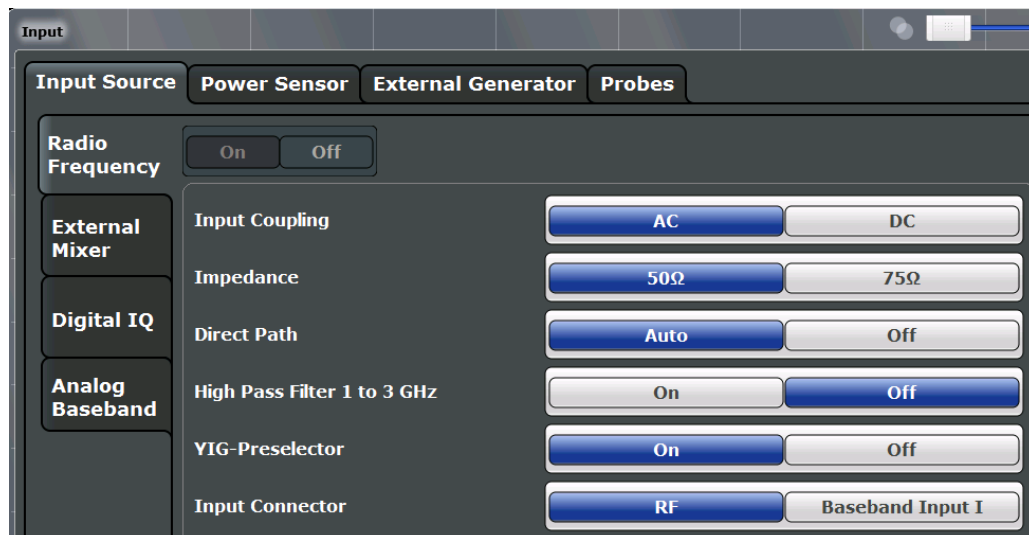 Input
Input Source Power Sensor External Generator Probes
Radio
Frequency
On Off
External
Mixer
Digital IQ
Analog
Baseband
Input Coupling AC DC
Impedance 50Ω 75Ω
Direct Path Auto Off
High Pass Filter 1 to 3 GHz On Off
YIG-Preselector On Off
Input Connector RF Baseband Input I